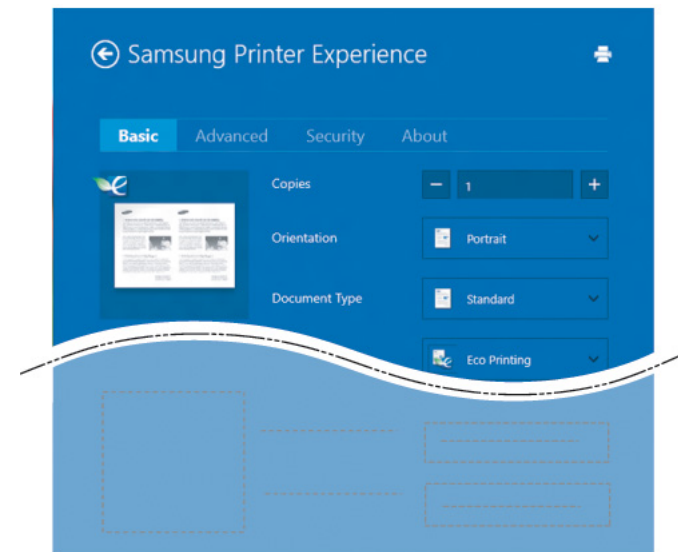 Samsung Printer Experience
Basic Advanced Security About
Copies 1
Orientation Portrait
Document Type Standard
Eco Printing